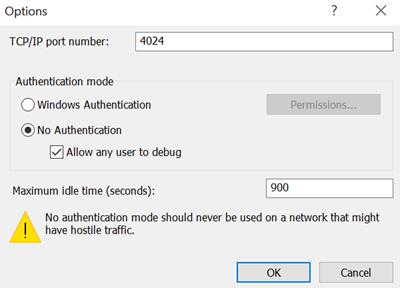 Options
TCP/IP port number: 4024
Authentication mode
Windows Authentication Permissions...
No Authentication
Allow any user to debug
Maximum idle time (seconds): 900
No authentication mode should never be used on a network that might
have hostile traffic.
OK Cancel